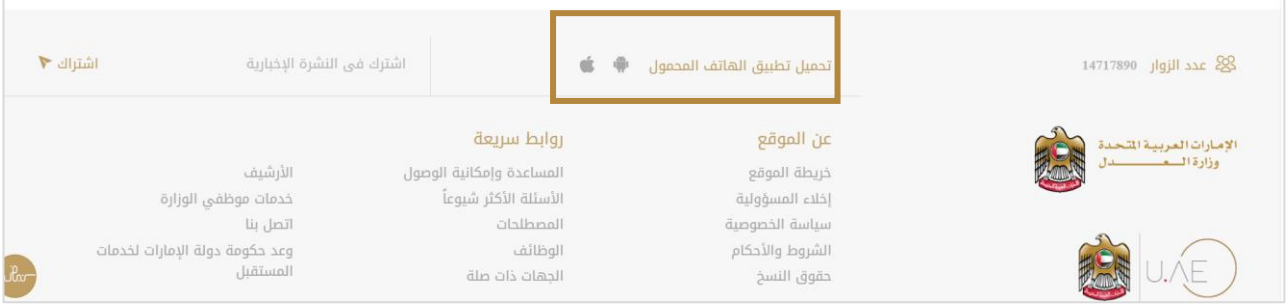 عدد الزوار 14717890
تحميل تطبيق الهاتف المحمول
اشترك في النشرة الإخبارية
اشتراك
الإمارات العربية المتحدة
وزارة العدل
U.AE
عن الموقع
خريطة الموقع
إخلاء المسؤولية
سياسة الخصوصية
الشروط والأحكام
حقوق النسخ
روابط سريعة
المساعدة وإمكانية الوصول
الأسئلة الأكثر شيوعاً
المصطلحات
الوظائف
الجهات ذات صلة
الأرشيف
خدمات موظفي الوزارة
اتصل بنا
وعد حكومة دولة الإمارات لخدمات
المستقبل